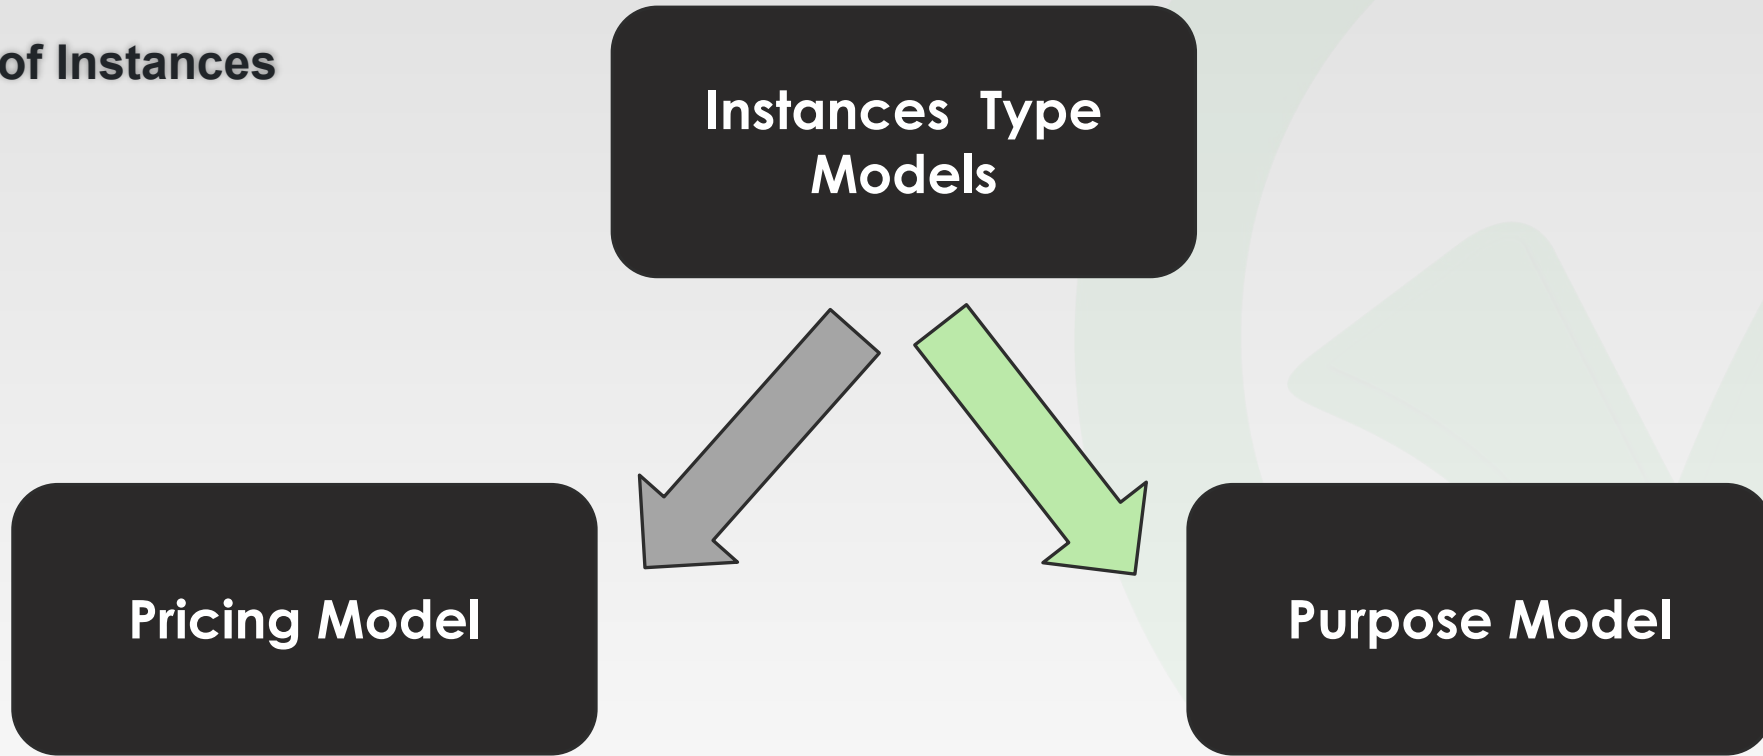 of Instances
Instances Type
Models
Pricing Model
Purpose Model